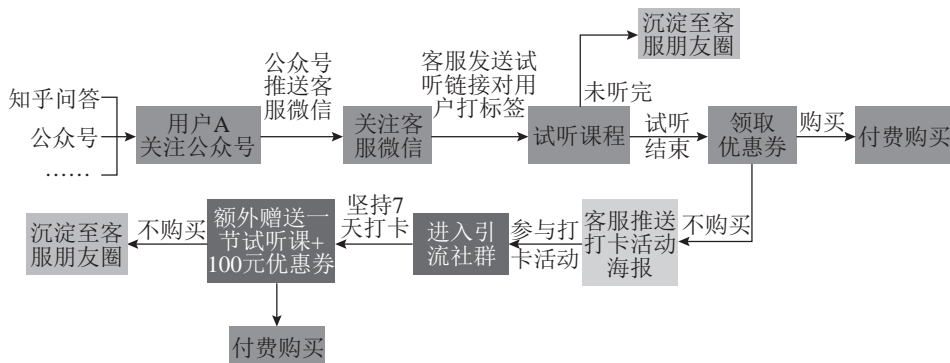 知乎问答
公众号
……
用户A
关注公众号
公众号
推送客
服微信
关注客
服微信
客服发送试
听链接对用
户打标签
试听课程
未听完
沉淀至客
服朋友圈
试听
结束
领取
优惠券
购买
付费购买
不购买
客服推送
打卡活动
海报
参与打
卡活动
进入引
流社群
坚持7
天打卡
额外赠送一
节试听课+
100元优惠券
不购买
沉淀至客
服朋友圈
付费购买